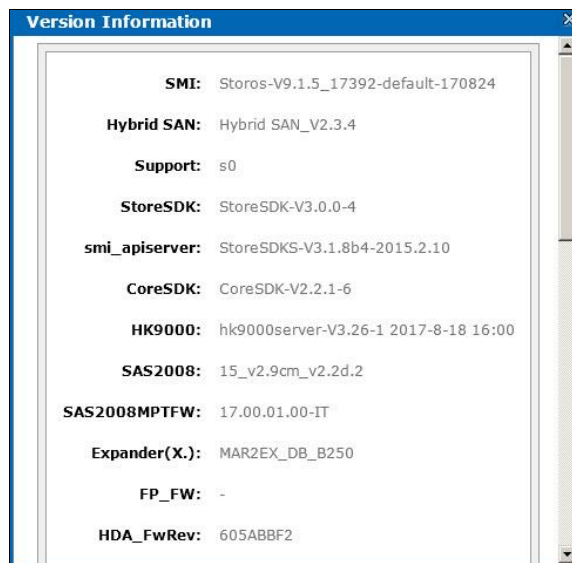 Version Information
SMI: Storos-V9.1.5_17392-default-170824
Hybrid SAN: Hybrid SAN_V2.3.4
Support: s0
StoreSDK: StoreSDK-V3.0.0-4
smi_apiserver: StoreSDKS-V3.1.8b4-2015.2.10
CoreSDK: CoreSDK-V2.2.1-6
HK9000: hk9000server-V3.26-1 2017-8-18 16:00
SAS2008: 15_v2.9cm_v2.2d.2
SAS2008MPTFW: 17.00.01.00-IT
Expander(X.): MAR2EX_DB_B250
FP_FW: -
HDA_FwRev: 605ABBF2